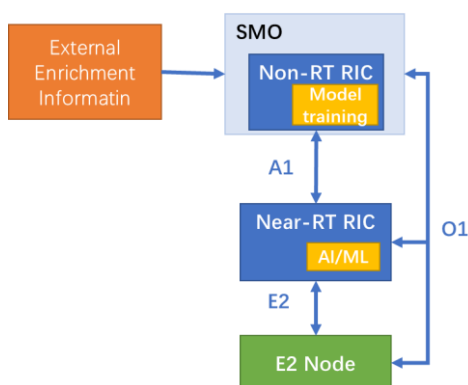 External
Enrichment
Informatin
SMO
Non-RT RIC
Model
training
A1
Near-RT RIC
AI/ML
O1
E2
E2 Node